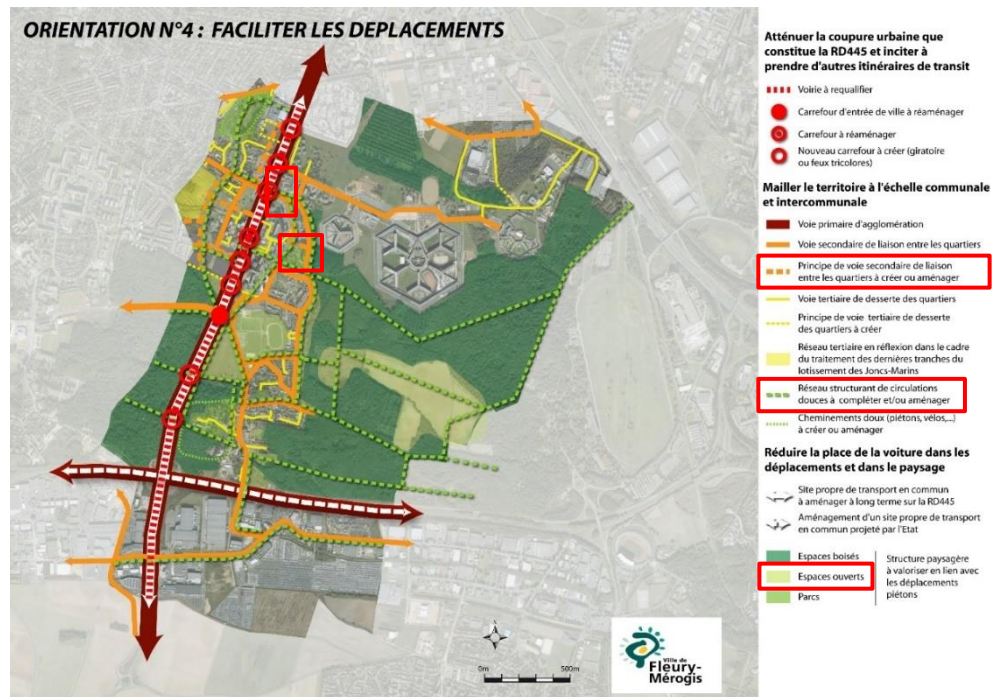 ORIENTATION N°4 : FACILITER LES DEPLACEMENTS
Atténuer la coupure urbaine que
constitue la RD445 et inciter à
prendre d'autres itinéraires de transit
Voirie à requalifier
Carrefour d'entrée de ville à réaménager
Carrefour à réaménager
Nouveau carrefour à créer (giratoire
ou feux tricolores)
Mailler le territoire à l'échelle communale
et intercommunale
Voie primaire d'agglomération
Voie secondaire de liaison entre les quartiers
Principe de voie secondaire de liaison
entre les quartiers à créer ou aménager
Voie tertiaire de desserte des quartiers
Principe de voie tertiaire de desserte
des quartiers à créer
Réseau tertiaire en réflexion dans le cadre
du traitement des dernières tranches du
lotissement des Joncs-Marins
Réseau structurant de circulations
douces à compléter et/ou aménager
Cheminements doux (piétons, vélos,...)
à créer ou aménager
Réduire la place de la voiture dans les
déplacements et dans le paysage
Site propre de transport en commun
à aménager à long terme sur la RD445
Aménagement d'un site propre de transport
en commun projeté par l'Etat
Espaces boisés
Espaces ouverts
Parcs
Structure paysagère
à valoriser en lien avec
les déplacements
piétons
0m 500m
Ville de
Fleury-
Mérogis